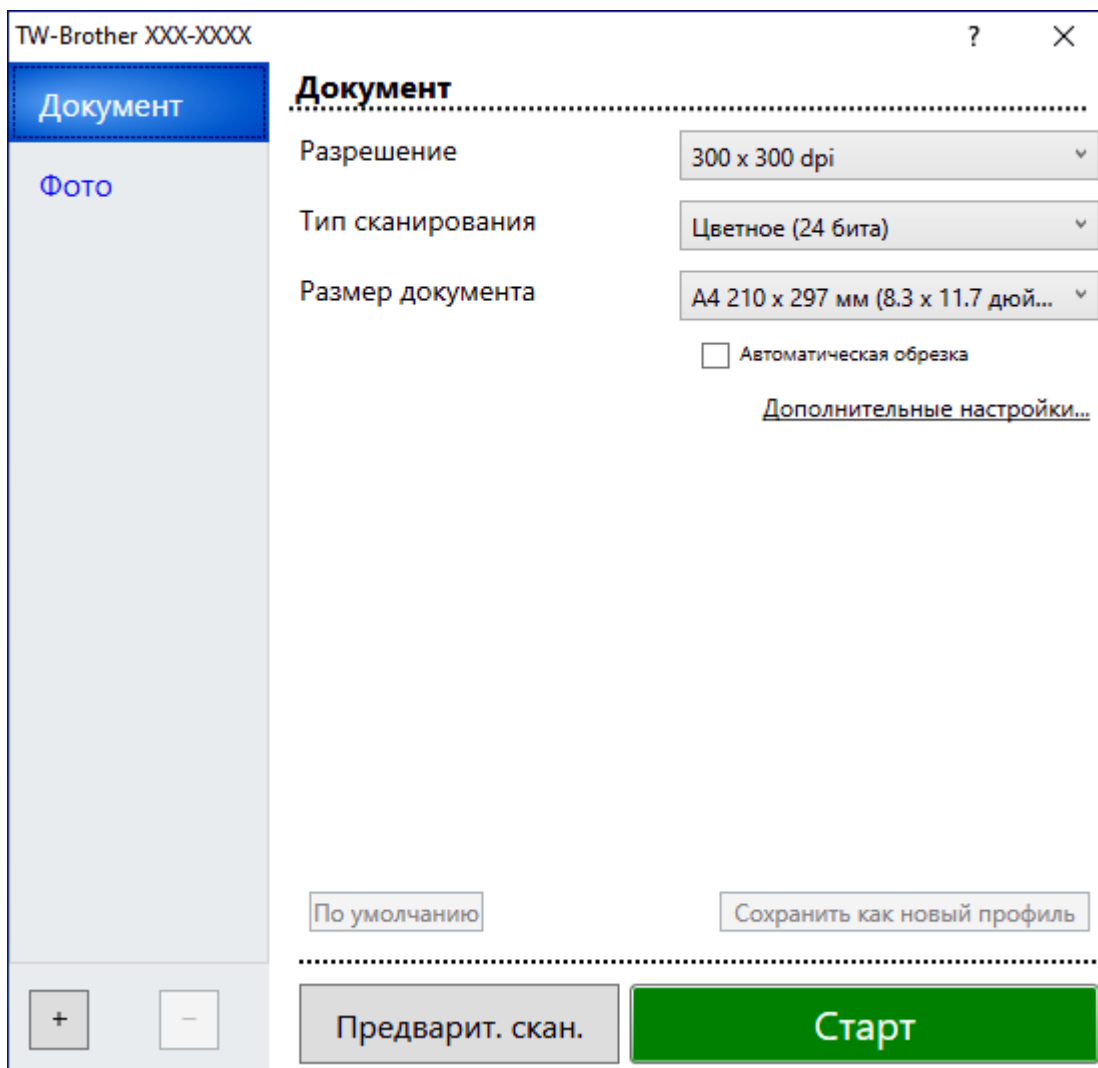 TW-Brother XXX-XXXX ?
Документ
Фото
Документ
Разрешение 300 x 300 dpi
Тип сканирования Цветное (24 бита)
Размер документа A4 210 x 297 мм (8.3 x 11.7 дюй...
Автоматическая обрезка
Дополнительные настройки...
По умолчанию Сохранить как новый профиль
+ − Предварит. скан. Старт